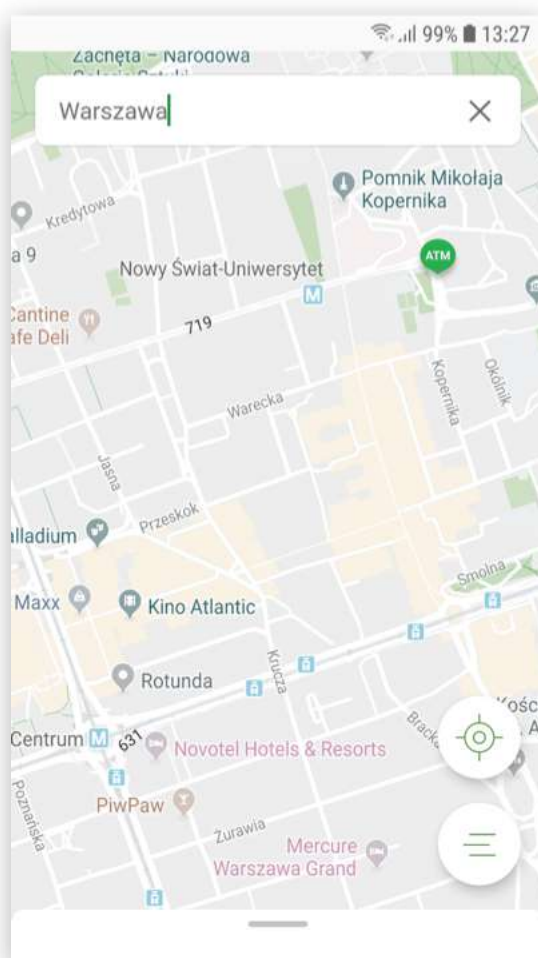 99% 13:27
Zachęta – Narodowa
Warszawa
Pomnik Mikołaja
Kopernika
Kredytowa
a 9
ATM
Nowy Świat-Uniwersytet
M
Cantine
afe Deli
719
Kopernika
Okólnik
Warecka
Jasna
Przeskok
lladium
Smolna
Maxx
Kino Atlantic
Krucza
Rotunda
Kośc
A
Bracka
Centrum M
631
Novotel Hotels & Resorts
Poznańska
PiwPaw
Żurawia
Mercure
Warszawa Grand